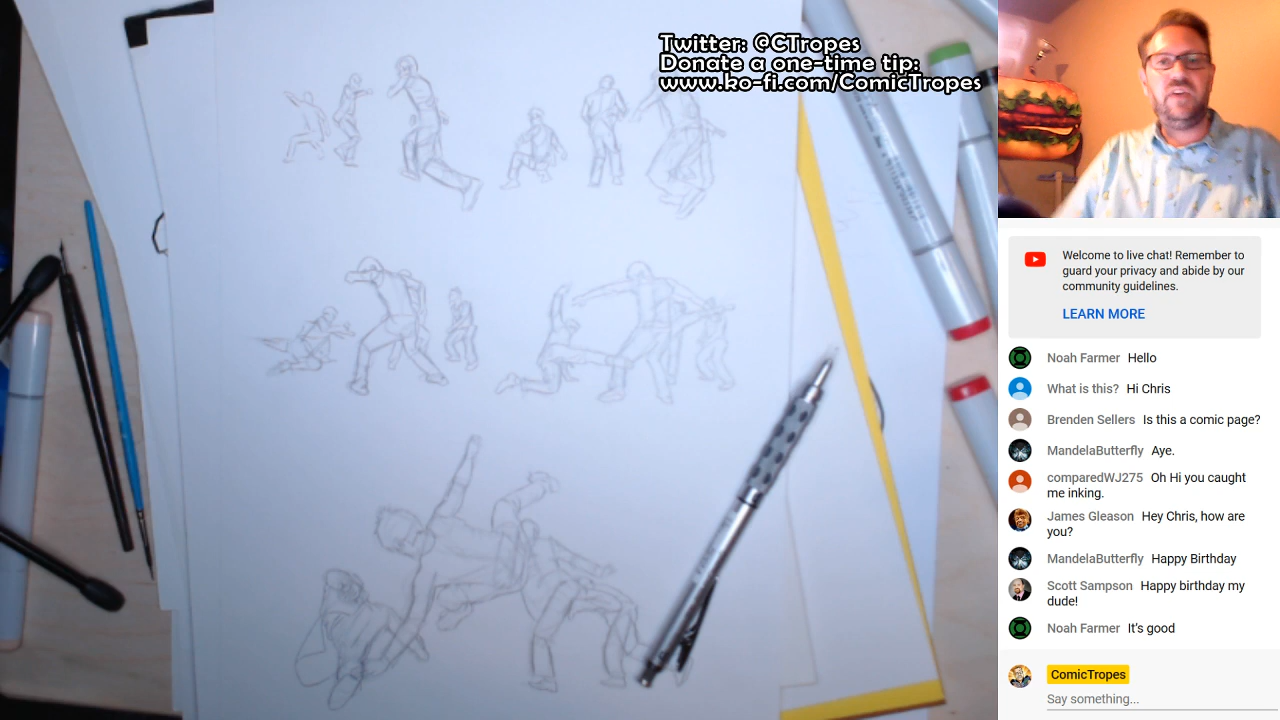 Twitter: @CTropes
Donate a one-time tip:
www.ko-fi.com/ComicTropes
Welcome to live chat! Remember to
guard your privacy and abide by our
community guidelines.
LEARN MORE
Noah Farmer Hello
What is this? Hi Chris
Brenden Sellers Is this a comic page?
MandelaButterfly Aye.
comparedWJ275 Oh Hi you caught
me inking.
James Gleason Hey Chris, how are
you?
MandelaButterfly Happy Birthday
Scott Sampson Happy birthday my
dude!
Noah Farmer It's good
ComicTropes
Say something...